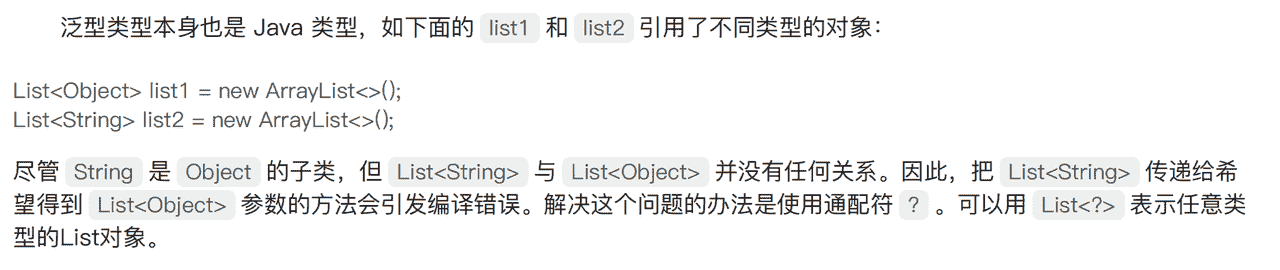 泛型类型本身也是 Java 类型，如下面的 list1 和 list2 引用了不同类型的对象：
List<Object> list1 = new ArrayList<>();
List<String> list2 = new ArrayList<>();
尽管 String 是 Object 的子类，但 List<String> 与 List<Object> 并没有任何关系。因此，把 List<String> 传递给希
望得到 List<Object> 参数的方法会引发编译错误。解决这个问题的办法是使用通配符 ? 。可以用 List<?> 表示任意类
型的List对象。